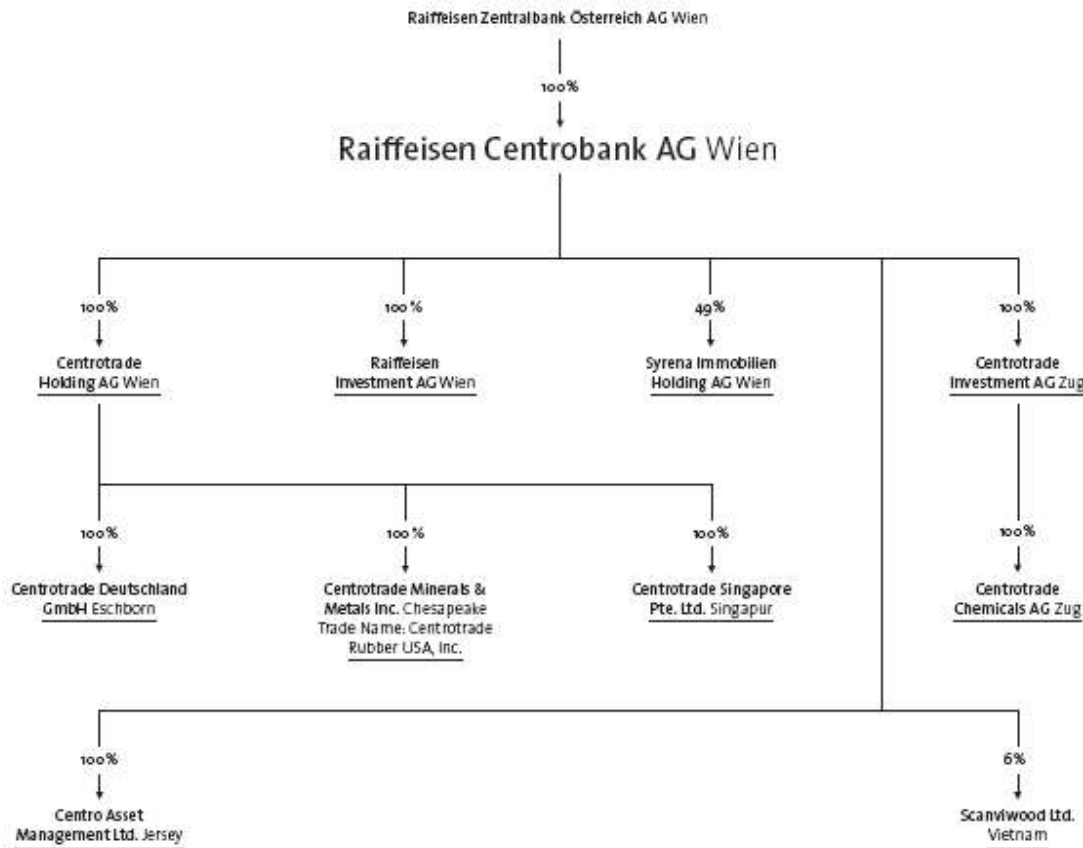 Raiffeisen Zentralbank Österreich AG Wien
100%
Raiffeisen Centrobank AG Wien
100%
100%
49%
100%
Centrotrade
Holding AG Wien
Raiffeisen
Investment AG Wien
Syrena Immobilien
Holding AG Wien
Centrotrade
Investment AG Zug
100%
100%
100%
100%
Centrotrade Deutschland
GmbH Eschborn
Centrotrade Minerals &
Metals Inc. Chesapeake
Trade Name: Centrotrade
Rubber USA, Inc.
Centrotrade Singapore
Pte. Ltd. Singapur
Centrotrade
Chemicals AG Zug
100%
6%
Centro Asset
Management Ltd. Jersey
Scanviwood Ltd.
Vietnam